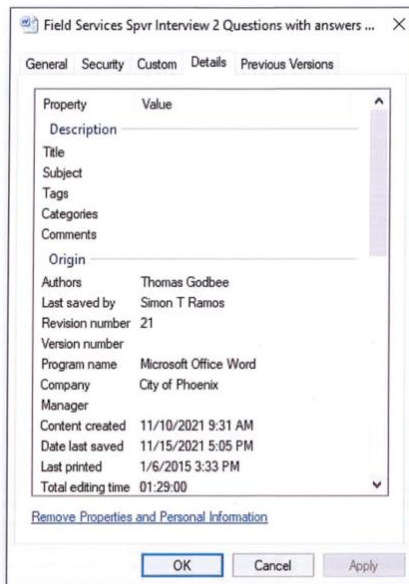 Field Services Spvr Interview 2 Questions with answers ...
General Security Custom Details Previous Versions
Property Value
Description
Title
Subject
Tags
Categories
Comments
Origin
Authors Thomas Godbee
Last saved by Simon T Ramos
Revision number 21
Version number
Program name Microsoft Office Word
Company City of Phoenix
Manager
Content created 11/10/2021 9:31 AM
Date last saved 11/15/2021 5:05 PM
Last printed 1/6/2015 3:33 PM
Total editing time 01:29:00
Remove Properties and Personal Information
OK Cancel Apply